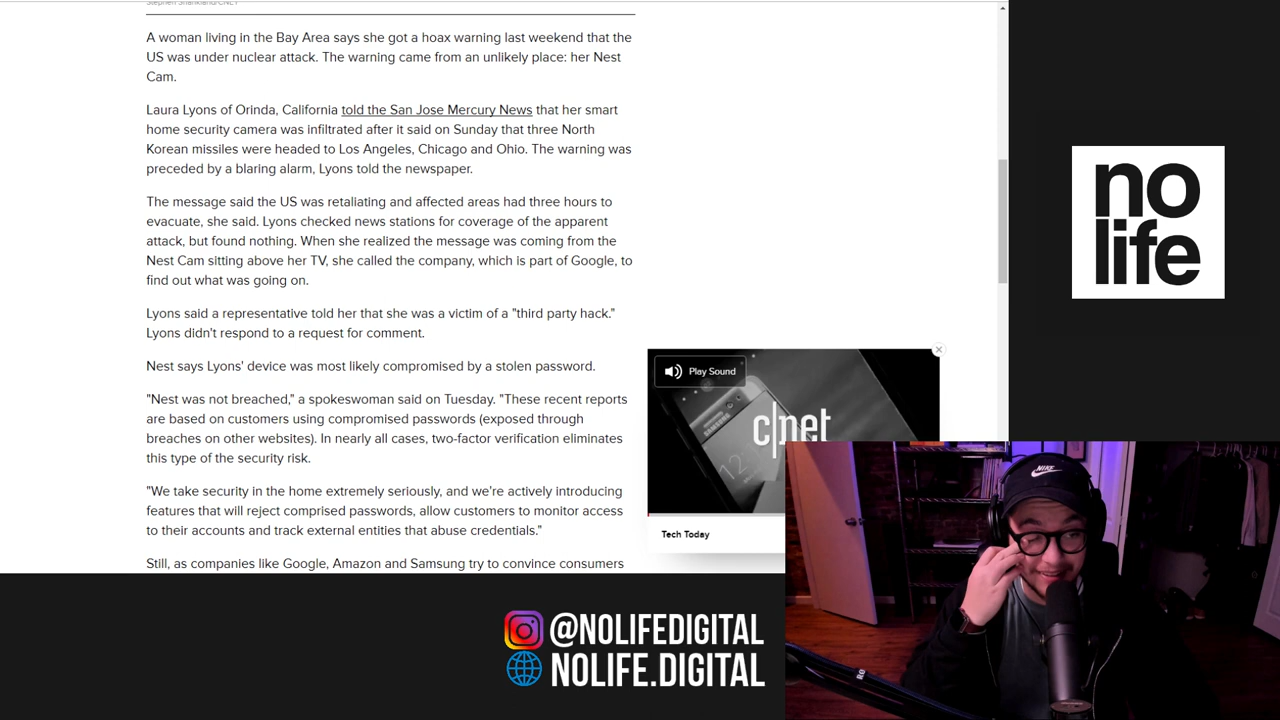 Stephen Shankland/CNET
A woman living in the Bay Area says she got a hoax warning last weekend that the
US was under nuclear attack. The warning came from an unlikely place: her Nest
Cam.
Laura Lyons of Orinda, California told the San Jose Mercury News that her smart
home security camera was infiltrated after it said on Sunday that three North
Korean missiles were headed to Los Angeles, Chicago and Ohio. The warning was
preceded by a blaring alarm, Lyons told the newspaper.
The message said the US was retaliating and affected areas had three hours to
evacuate, she said. Lyons checked news stations for coverage of the apparent
attack, but found nothing. When she realized the message was coming from the
Nest Cam sitting above her TV, she called the company, which is part of Google, to
find out what was going on.
Lyons said a representative told her that she was a victim of a "third party hack."
Lyons didn't respond to a request for comment.
Nest says Lyons' device was most likely compromised by a stolen password.
"Nest was not breached," a spokeswoman said on Tuesday. "These recent reports
are based on customers using compromised passwords (exposed through
breaches on other websites). In nearly all cases, two-factor verification eliminates
this type of the security risk.
"We take security in the home extremely seriously, and we're actively introducing
features that will reject comprised passwords, allow customers to monitor access
to their accounts and track external entities that abuse credentials."
Still, as companies like Google, Amazon and Samsung try to convince consumers
Play Sound
SAMSUNG
c|net
Tech Today
no
life
@NOLIFEDIGITAL
NOLIFE.DIGITAL
NIKE